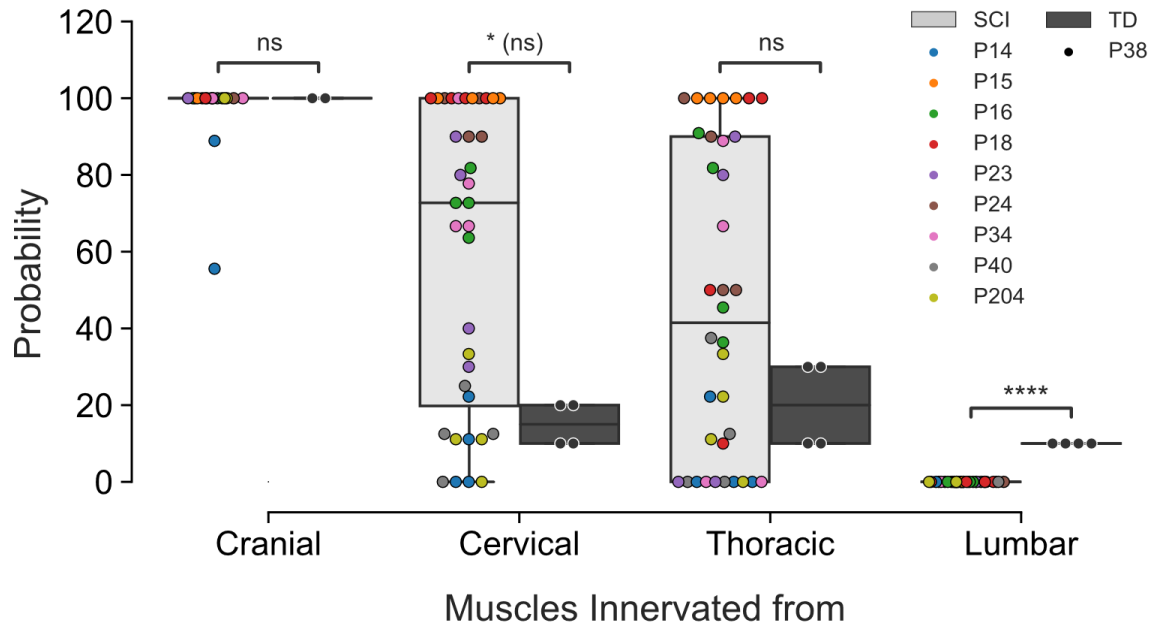 120
100
80
60
40
20
0
Probability
ns
* (ns)
ns
****
SCI
P14
P15
P16
P18
P23
P24
P34
P40
P204
TD
P38
Cranial
Cervical
Thoracic
Lumbar
Muscles Innervated from